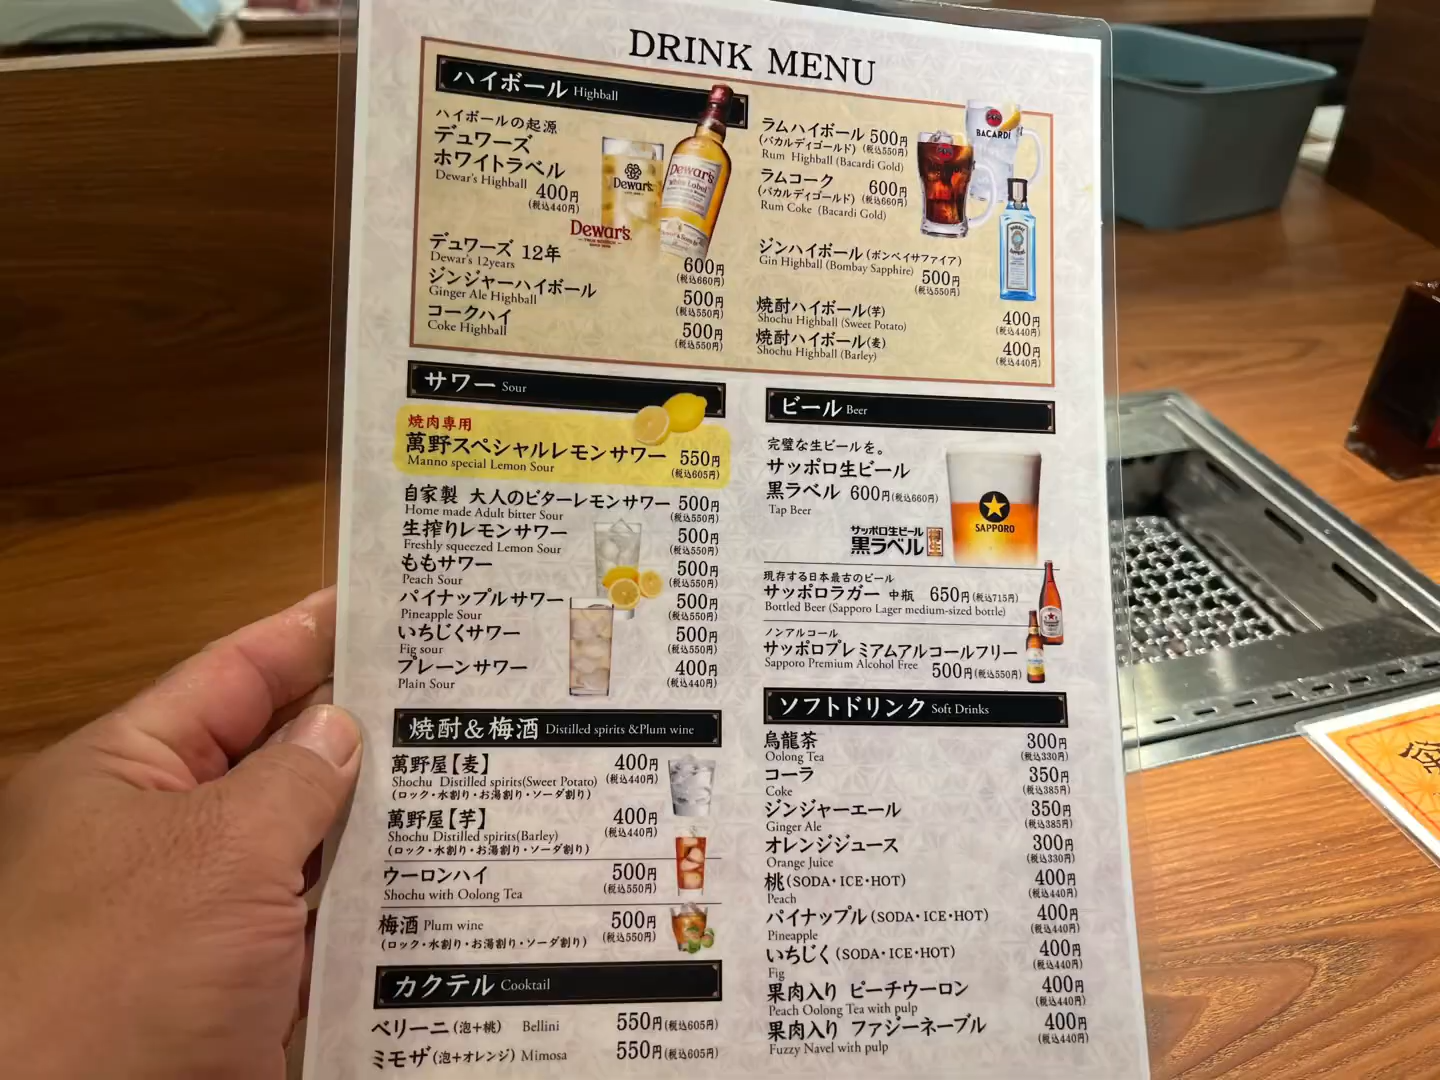 DRINK MENU
ハイボール Highball
ハイボールの起源
デュワーズ
ホワイトラベル
Dewar's Highball 400円
(税込440円)
Dewar's
Dewar's
White Label
Dewar's
デュワーズ 12年
Dewar's 12years 600円
(税込660円)
ジンジャーハイボール 500円
Ginger Ale Highball (税込550円)
コークハイ 500円
Coke Highball (税込550円)
ラムハイボール 500円
(バカルディゴールド) (税込550円)
Rum Highball (Bacardi Gold)
ラムコーク 600円
(バカルディゴールド) (税込660円)
Rum Coke (Bacardi Gold)
BACARDI
ジンハイボール(ボンベイサファイア)
Gin Highball (Bombay Sapphire) 500円
(税込550円)
焼酎ハイボール(芋) 400円
Shochu Highball (Sweet Potato) (税込440円)
焼酎ハイボール(麦) 400円
Shochu Highball (Barley) (税込440円)
サワー Sour
焼肉専用
萬野スペシャルレモンサワー 550円
Manno special Lemon Sour (税込605円)
自家製 大人のビターレモンサワー 500円
Home made Adult bitter Sour (税込550円)
生搾りレモンサワー 500円
Freshly squeezed Lemon Sour (税込550円)
ももサワー 500円
Peach Sour (税込550円)
パイナップルサワー 500円
Pineapple Sour (税込550円)
いちじくサワー 500円
Fig sour (税込550円)
プレーンサワー 400円
Plain Sour (税込440円)
焼酎&梅酒 Distilled spirits &Plum wine
萬野屋【麦】 400円
Shochu Distilled spirits(Sweet Potato) (税込440円)
(ロック・水割り・お湯割り・ソーダ割り)
萬野屋【芋】 400円
Shochu Distilled spirits(Barley) (税込440円)
(ロック・水割り・お湯割り・ソーダ割り)
ウーロンハイ 500円
Shochu with Oolong Tea (税込550円)
梅酒 Plum wine 500円
(ロック・水割り・お湯割り・ソーダ割り) (税込550円)
カクテル Cooktail
ベリーニ(泡+桃) Bellini 550円(税込605円)
ミモザ(泡+オレンジ) Mimosa 550円(税込605円)
ビール Beer
完璧な生ビールを。
サッポロ生ビール
黒ラベル 600円(税込660円)
Tap Beer
SAPPORO
サッポロ生ビール
黒ラベル
現存する日本最古のビール
サッポロラガー 中瓶 650円(税込715円)
Bottled Beer (Sapporo Lager medium-sized bottle)
ノンアルコール
サッポロプレミアムアルコールフリー
Sapporo Premium Alcohol Free 500円(税込550円)
ソフトドリンク Soft Drinks
烏龍茶 300円
Oolong Tea (税込330円)
コーラ 350円
Coke (税込385円)
ジンジャーエール 350円
Ginger Ale (税込385円)
オレンジジュース 300円
Orange Juice (税込330円)
桃(SODA・ICE・HOT) 400円
Peach (税込440円)
パイナップル(SODA・ICE・HOT) 400円
Pineapple (税込440円)
いちじく(SODA・ICE・HOT) 400円
Fig (税込440円)
果肉入り ピーチウーロン 400円
Peach Oolong Tea with pulp (税込440円)
果肉入り ファジーネーブル 400円
Fuzzy Navel with pulp (税込440円)